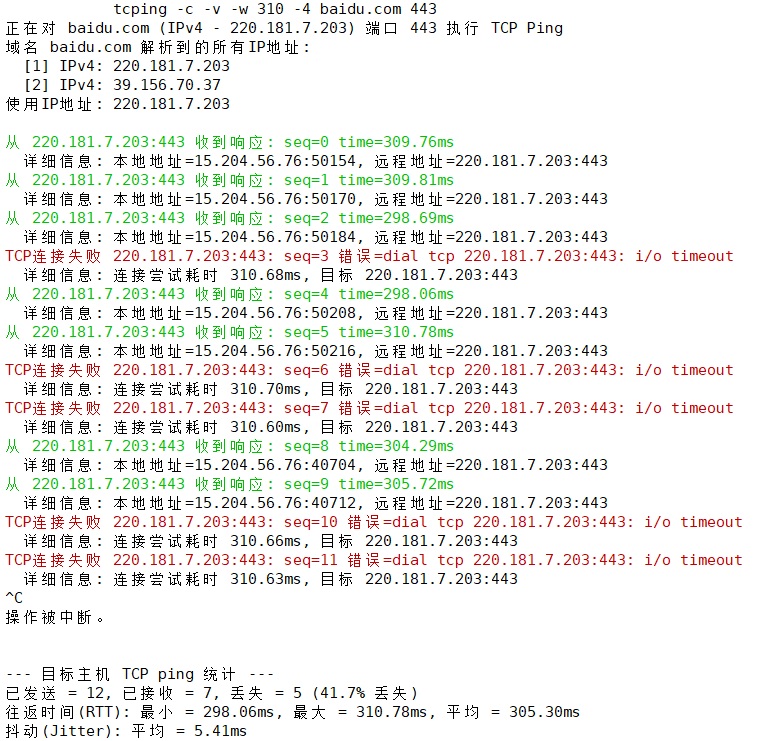 tcping -c -v -w 310 -4 baidu.com 443
正在对 baidu.com (IPv4 - 220.181.7.203) 端口 443 执行 TCP Ping
域名 baidu.com 解析到的所有IP地址:
[1] IPv4: 220.181.7.203
[2] IPv4: 39.156.70.37
使用IP地址: 220.181.7.203
从 220.181.7.203:443 收到响应: seq=0 time=309.76ms
详细信息: 本地地址=15.204.56.76:50154, 远程地址=220.181.7.203:443
从 220.181.7.203:443 收到响应: seq=1 time=309.81ms
详细信息: 本地地址=15.204.56.76:50170, 远程地址=220.181.7.203:443
从 220.181.7.203:443 收到响应: seq=2 time=298.69ms
详细信息: 本地地址=15.204.56.76:50184, 远程地址=220.181.7.203:443
TCP连接失败 220.181.7.203:443: seq=3 错误=dial tcp 220.181.7.203:443: i/o timeout
详细信息: 连接尝试耗时 310.68ms, 目标 220.181.7.203:443
从 220.181.7.203:443 收到响应: seq=4 time=298.06ms
详细信息: 本地地址=15.204.56.76:50208, 远程地址=220.181.7.203:443
从 220.181.7.203:443 收到响应: seq=5 time=310.78ms
详细信息: 本地地址=15.204.56.76:50216, 远程地址=220.181.7.203:443
TCP连接失败 220.181.7.203:443: seq=6 错误=dial tcp 220.181.7.203:443: i/o timeout
详细信息: 连接尝试耗时 310.70ms, 目标 220.181.7.203:443
TCP连接失败 220.181.7.203:443: seq=7 错误=dial tcp 220.181.7.203:443: i/o timeout
详细信息: 连接尝试耗时 310.60ms, 目标 220.181.7.203:443
从 220.181.7.203:443 收到响应: seq=8 time=304.29ms
详细信息: 本地地址=15.204.56.76:40704, 远程地址=220.181.7.203:443
从 220.181.7.203:443 收到响应: seq=9 time=305.72ms
详细信息: 本地地址=15.204.56.76:40712, 远程地址=220.181.7.203:443
TCP连接失败 220.181.7.203:443: seq=10 错误=dial tcp 220.181.7.203:443: i/o timeout
详细信息: 连接尝试耗时 310.66ms, 目标 220.181.7.203:443
TCP连接失败 220.181.7.203:443: seq=11 错误=dial tcp 220.181.7.203:443: i/o timeout
详细信息: 连接尝试耗时 310.63ms, 目标 220.181.7.203:443
^C
操作被中断。
--- 目标主机 TCP ping 统计 ---
已发送 = 12, 已接收 = 7, 丢失 = 5 (41.7% 丢失)
往返时间(RTT): 最小 = 298.06ms, 最大 = 310.78ms, 平均 = 305.30ms
抖动(Jitter): 平均 = 5.41ms